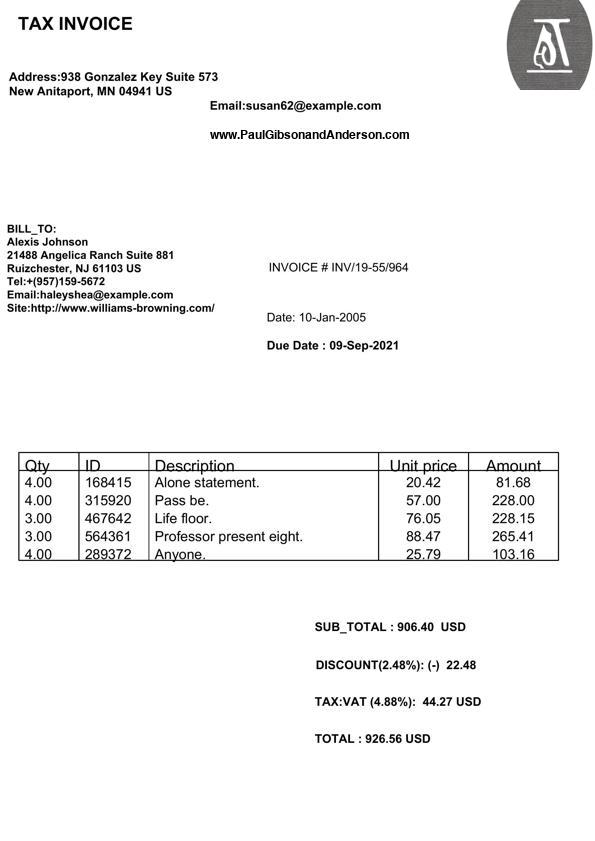 TAX INVOICE
Address:938 Gonzalez Key Suite 573
New Anitaport, MN 04941 US
Email:susan62@example.com
www.PaulGibsonandAnderson.com
BILL_TO:
Alexis Johnson
21488 Angelica Ranch Suite 881
Ruizchester, NJ 61103 US
Tel:+(957)159-5672
Email:haleyshea@example.com
Site:http://www.williams-browning.com/
INVOICE # INV/19-55/964
Date: 10-Jan-2005
Due Date : 09-Sep-2021
Qty ID Description Unit price Amount
4.00 168415 Alone statement. 20.42 81.68
4.00 315920 Pass be. 57.00 228.00
3.00 467642 Life floor. 76.05 228.15
3.00 564361 Professor present eight. 88.47 265.41
4.00 289372 Anyone. 25.79 103.16
SUB_TOTAL : 906.40 USD
DISCOUNT(2.48%): (-) 22.48
TAX:VAT (4.88%): 44.27 USD
TOTAL : 926.56 USD